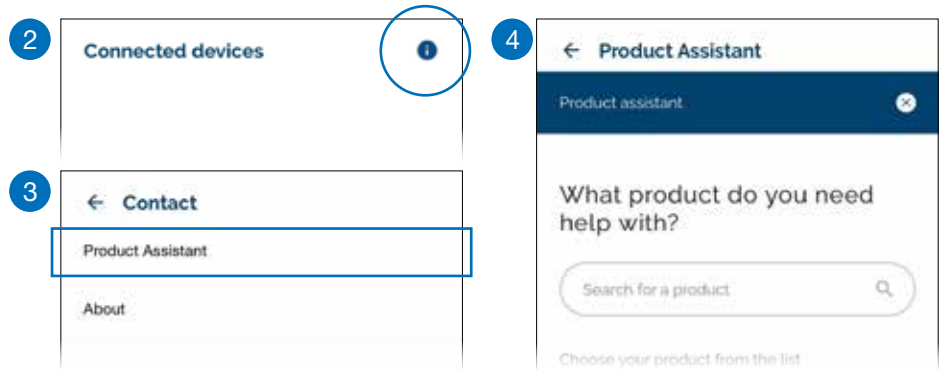 2
Connected devices
3
← Contact
Product Assistant
About
4
← Product Assistant
Product assistant
What product do you need
help with?
Search for a product
Choose your product from the list